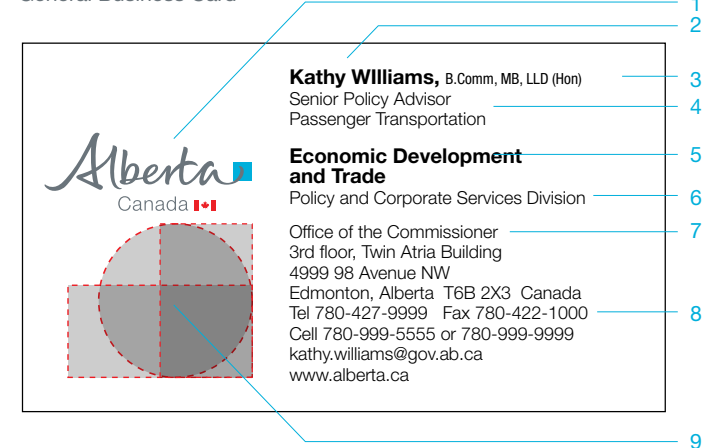 General Business Card
1
2
Kathy WIlliams, B.Comm, MB, LLD (Hon)
3
Senior Policy Advisor
4
Passenger Transportation
Economic Development
5
and Trade
Policy and Corporate Services Division
6
Alberta
Canada
Office of the Commissioner
7
3rd floor, Twin Atria Building
4999 98 Avenue NW
Edmonton, Alberta  T6B 2X3  Canada
Tel 780-427-9999   Fax 780-422-1000
8
Cell 780-999-5555 or 780-999-9999
kathy.williams@gov.ab.ca
www.alberta.ca
9